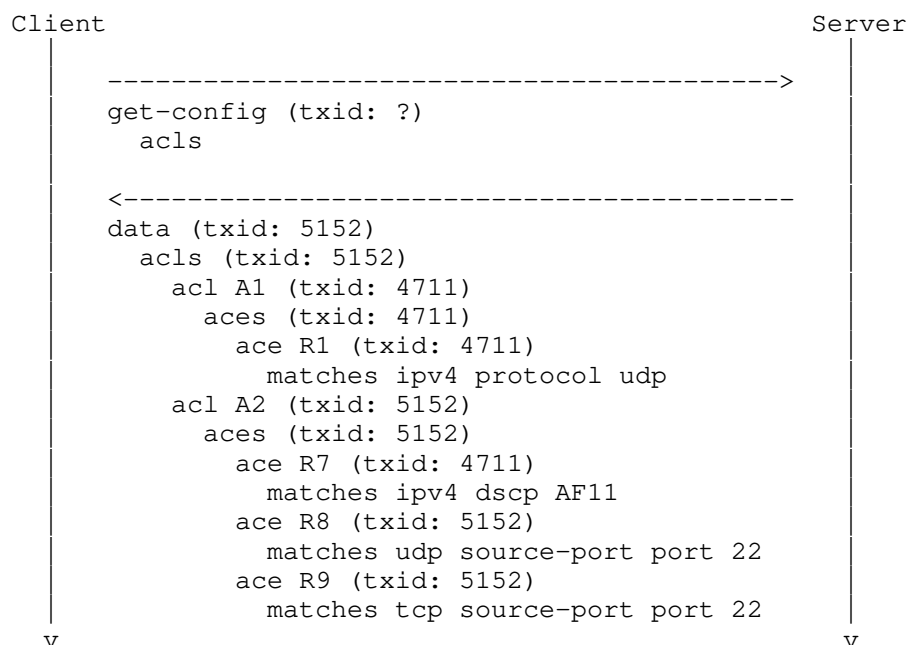 Client Server
------------------------------------------>
get-config (txid: ?)
acls
<------------------------------------------
data (txid: 5152)
acls (txid: 5152)
acl A1 (txid: 4711)
aces (txid: 4711)
ace R1 (txid: 4711)
matches ipv4 protocol udp
acl A2 (txid: 5152)
aces (txid: 5152)
ace R7 (txid: 4711)
matches ipv4 dscp AF11
ace R8 (txid: 5152)
matches udp source-port port 22
ace R9 (txid: 5152)
matches tcp source-port port 22
v v